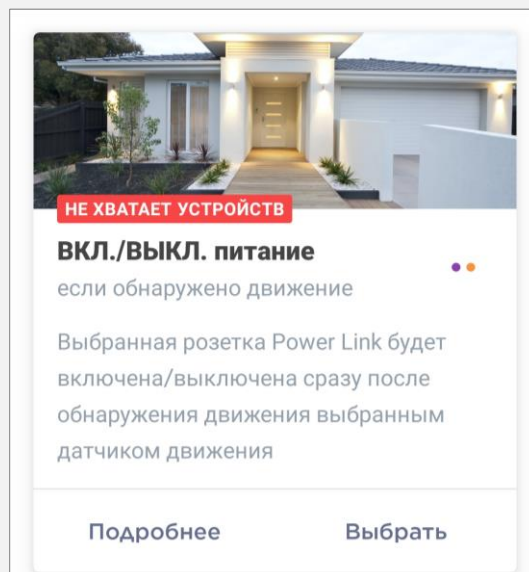 НЕ ХВАТАЕТ УСТРОЙСТВ
ВКЛ./ВЫКЛ. питание
если обнаружено движение
Выбранная розетка Power Link будет
включена/выключена сразу после
обнаружения движения выбранным
датчиком движения
Подробнее
Выбрать